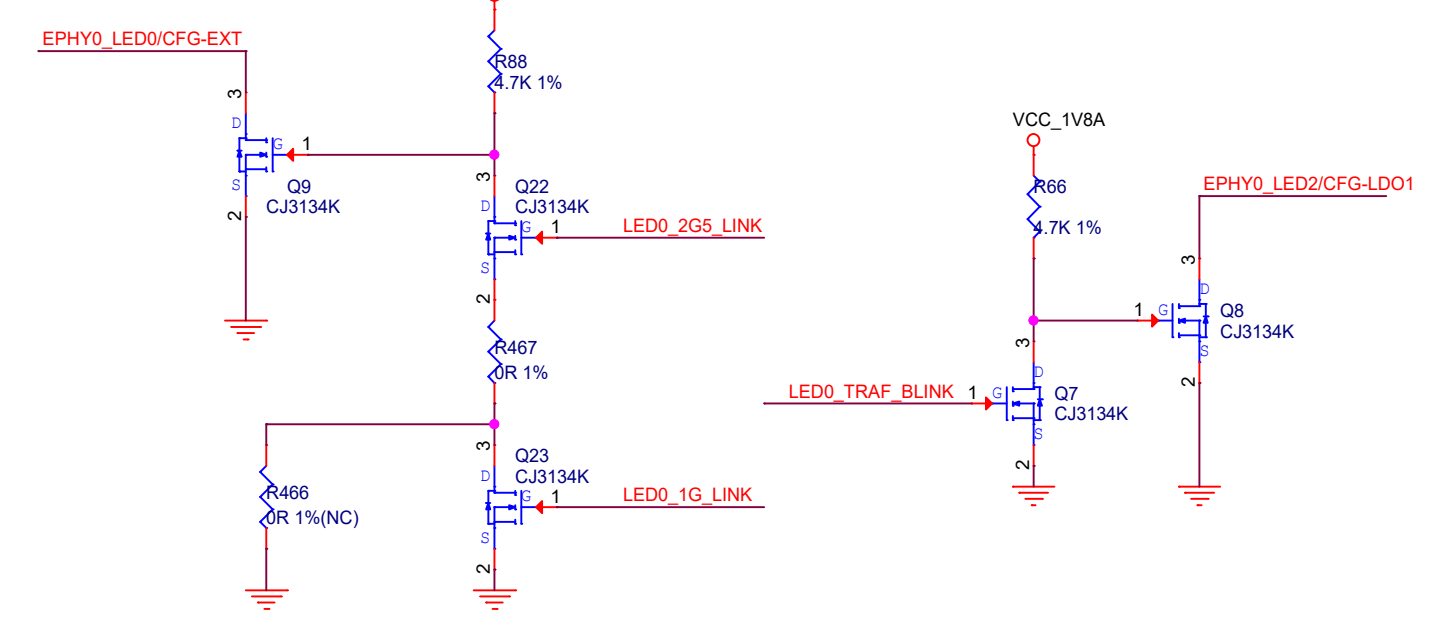 EPHY0_LED0/CFG-EXT
R88
4.7K 1%
3
D
G
1
S
2
Q9
CJ3134K
3
D
Q22
CJ3134K
G
1
LED0_2G5_LINK
S
2
R467
0R 1%
R466
0R 1%(NC)
3
D
Q23
CJ3134K
G
1
LED0_1G_LINK
S
2
VCC_1V8A
R66
4.7K 1%
EPHY0_LED2/CFG-LDO1
3
D
1
G
Q8
CJ3134K
S
2
3
D
LED0_TRAF_BLINK
1
G
Q7
CJ3134K
S
2